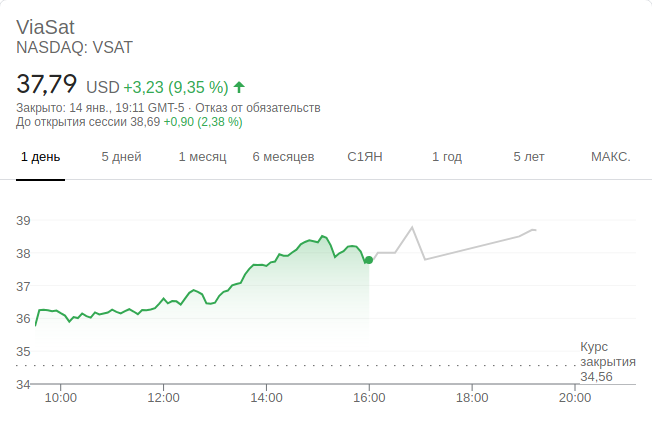 ViaSat
NASDAQ: VSAT
37,79 USD +3,23 (9,35 %)
Закрыто: 14 янв., 19:11 GMT-5 · Отказ от обязательств
До открытия сессии 38,69 +0,90 (2,38 %)
1 день 5 дней 1 месяц 6 месяцев С1ЯН 1 год 5 лет МАКС.
39
38
37
36
35
Курс
закрытия
34,56
34
10:00 12:00 14:00 16:00 18:00 20:00